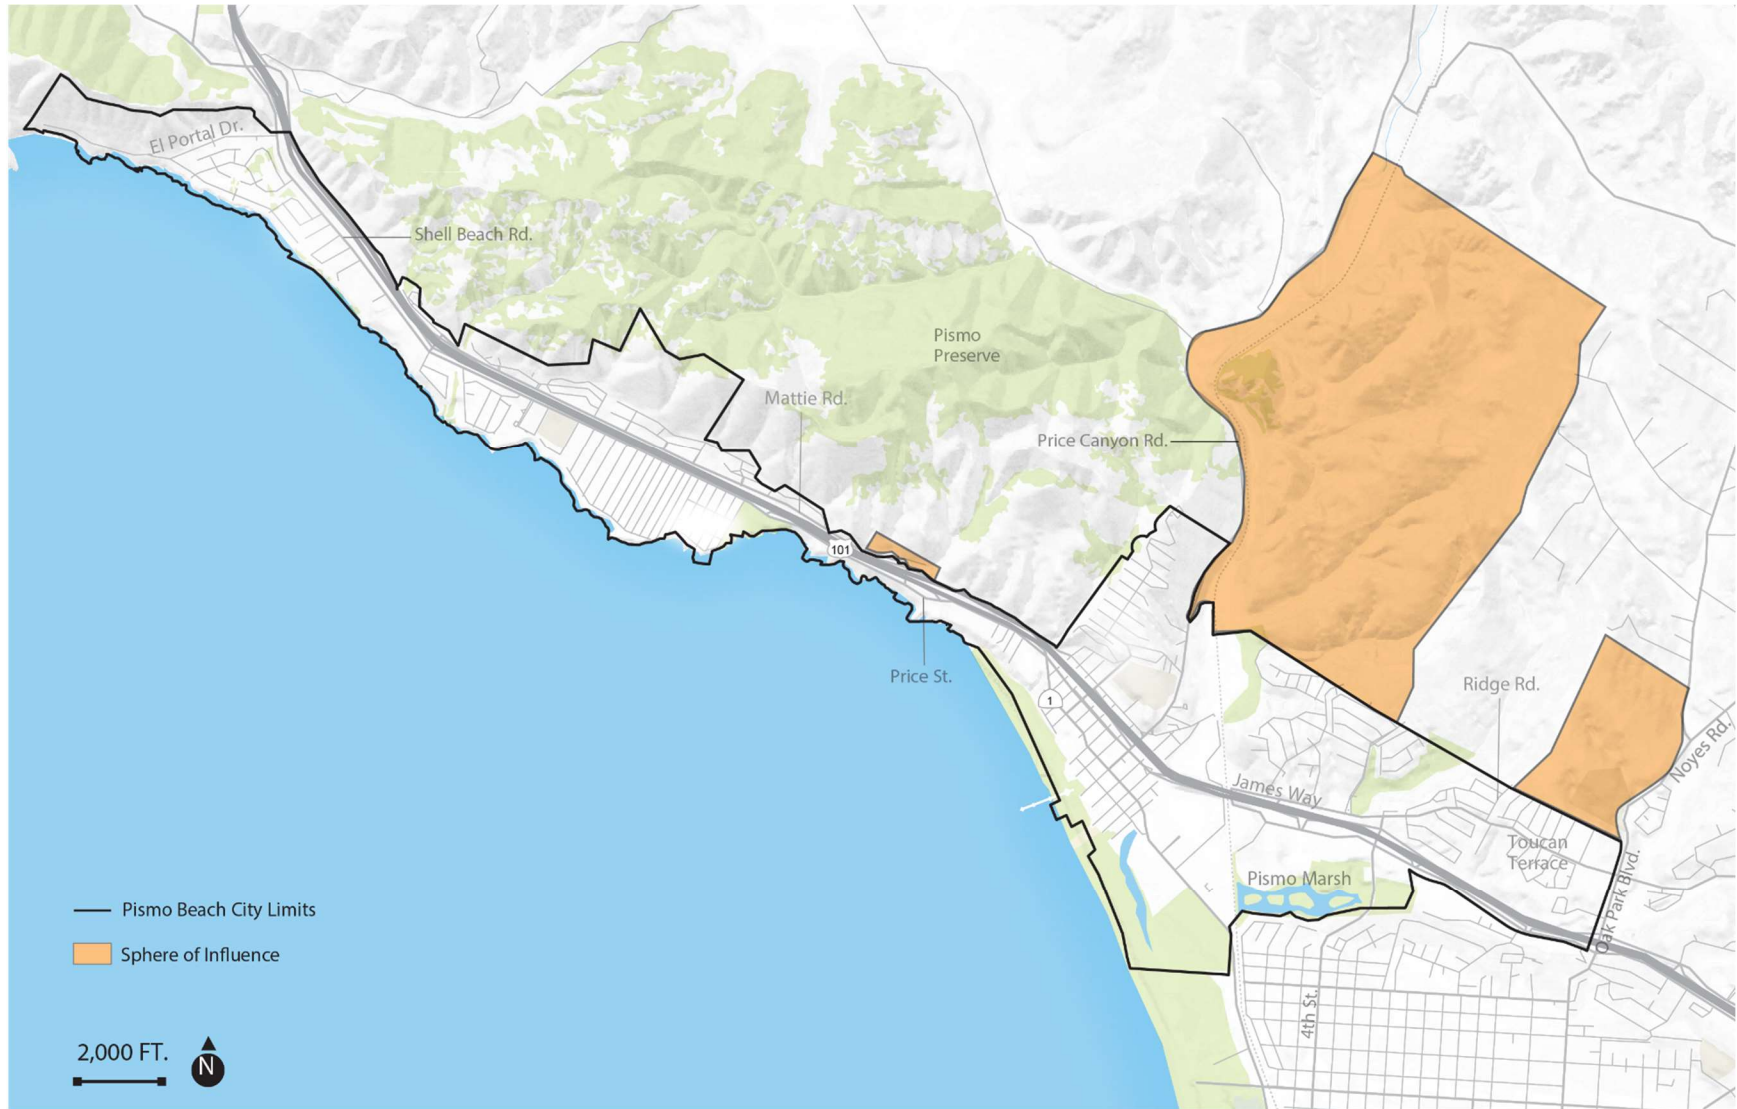 El Portal Dr.
Shell Beach Rd.
Pismo
Preserve
Mattie Rd.
Price Canyon Rd.
101
Price St.
1
Ridge Rd.
Noyes Rd.
James Way
Toucan
Terrace
Pismo Marsh
Oak Park Blvd.
4th St.
Pismo Beach City Limits
Sphere of Influence
2,000 FT.
N